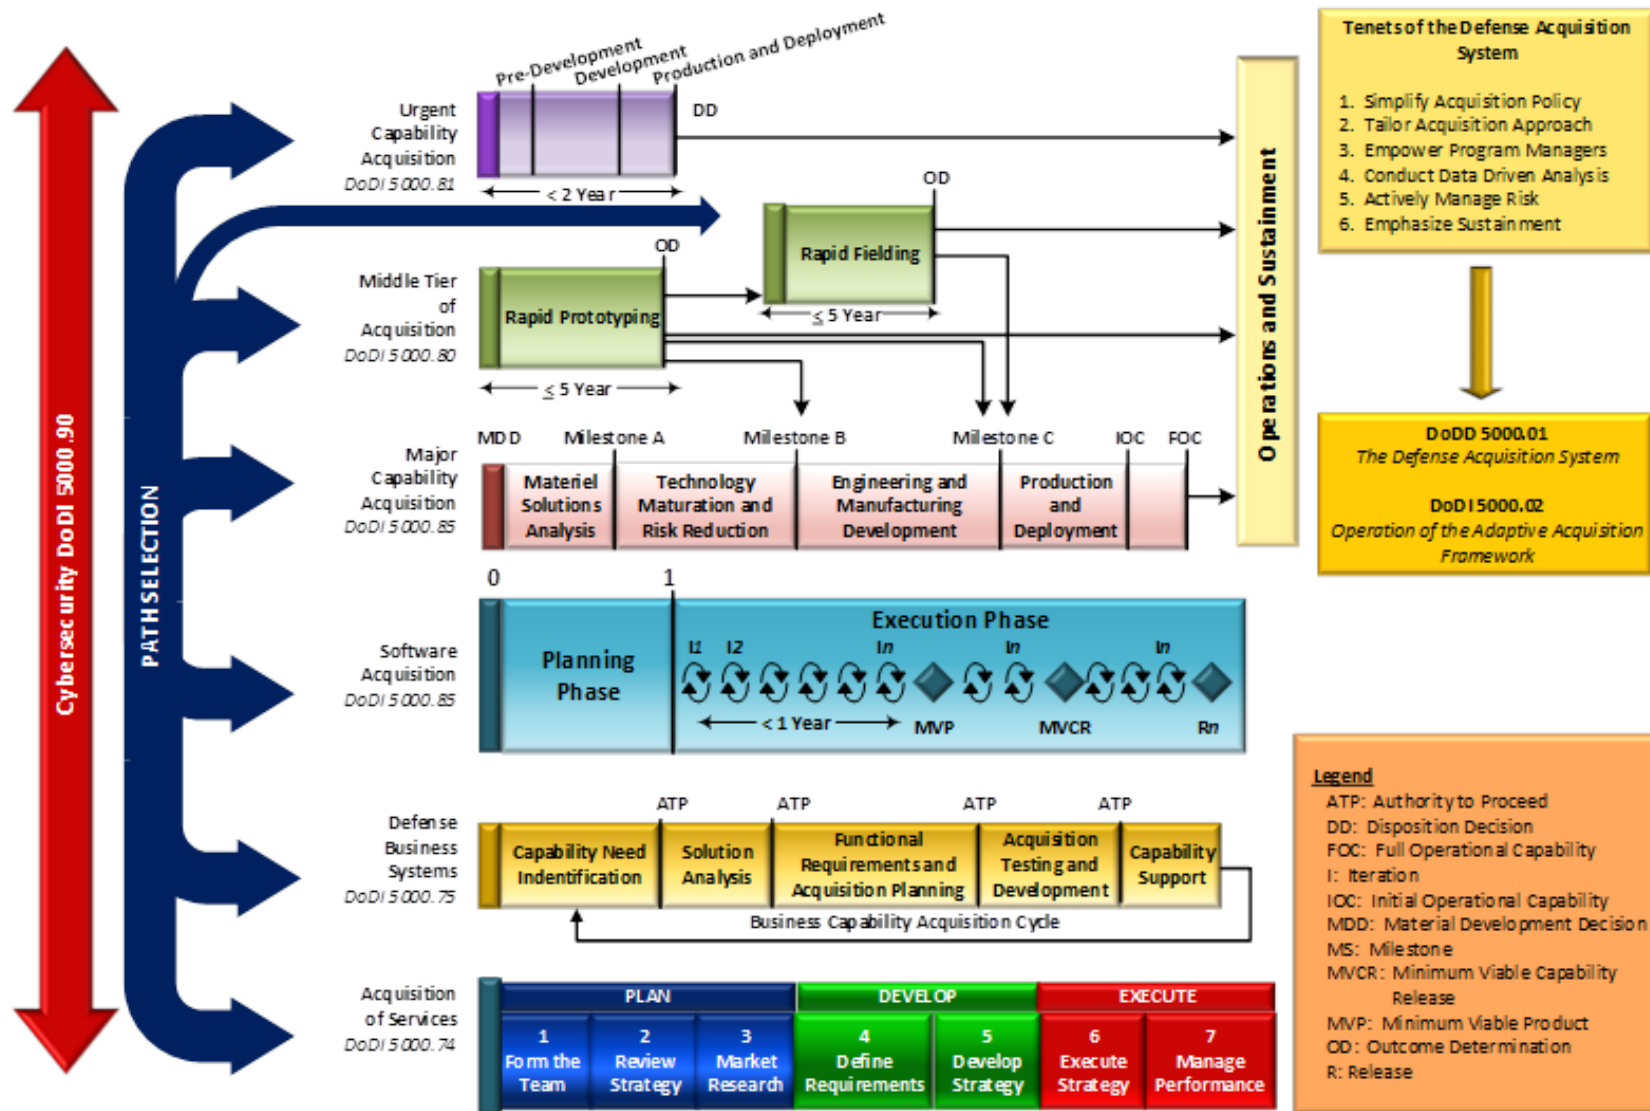 Cybersecurity DoDI 5000.90
PATH SELECTION
Pre-Development
Development
Production and Deployment
Urgent
Capability
Acquisition
DoDI 5000.81
DD
< 2 Year
Middle Tier
of
Acquisition
DoDI 5000.80
Rapid Prototyping
OD
≤ 5 Year
Rapid Fielding
OD
≤ 5 Year
Major
Capability
Acquisition
DoDI 5000.85
MDD
Milestone A
Milestone B
Milestone C
IOC
FOC
Materiel
Solutions
Analysis
Technology
Maturation and
Risk Reduction
Engineering and
Manufacturing
Development
Production
and
Deployment
Operations and Sustainment
Software
Acquisition
DoDI 5000.85
0
1
Planning
Phase
Execution Phase
I1
I2
In
In
In
< 1 Year
MVP
MVCR
Rn
Defense
Business
Systems
DoDI 5000.75
ATP
ATP
ATP
ATP
Capability Need
Indentification
Solution
Analysis
Functional
Requirements and
Acquisition Planning
Acquisition
Testing and
Development
Capability
Support
Business Capability Acquisition Cycle
Acquisition
of Services
DoDI 5000.74
PLAN
DEVELOP
EXECUTE
1
Form the
Team
2
Review
Strategy
3
Market
Research
4
Define
Requirements
5
Develop
Strategy
6
Execute
Strategy
7
Manage
Performance
Tenets of the Defense Acquisition
System
1. Simplify Acquisition Policy
2. Tailor Acquisition Approach
3. Empower Program Managers
4. Conduct Data Driven Analysis
5. Actively Manage Risk
6. Emphasize Sustainment
DoDD 5000.01
The Defense Acquisition System
DoDI 5000.02
Operation of the Adaptive Acquisition
Framework
Legend
ATP: Authority to Proceed
DD: Disposition Decision
FOC: Full Operational Capability
I: Iteration
IOC: Initial Operational Capability
MDD: Material Development Decision
MS: Milestone
MVCR: Minimum Viable Capability
Release
MVP: Minimum Viable Product
OD: Outcome Determination
R: Release